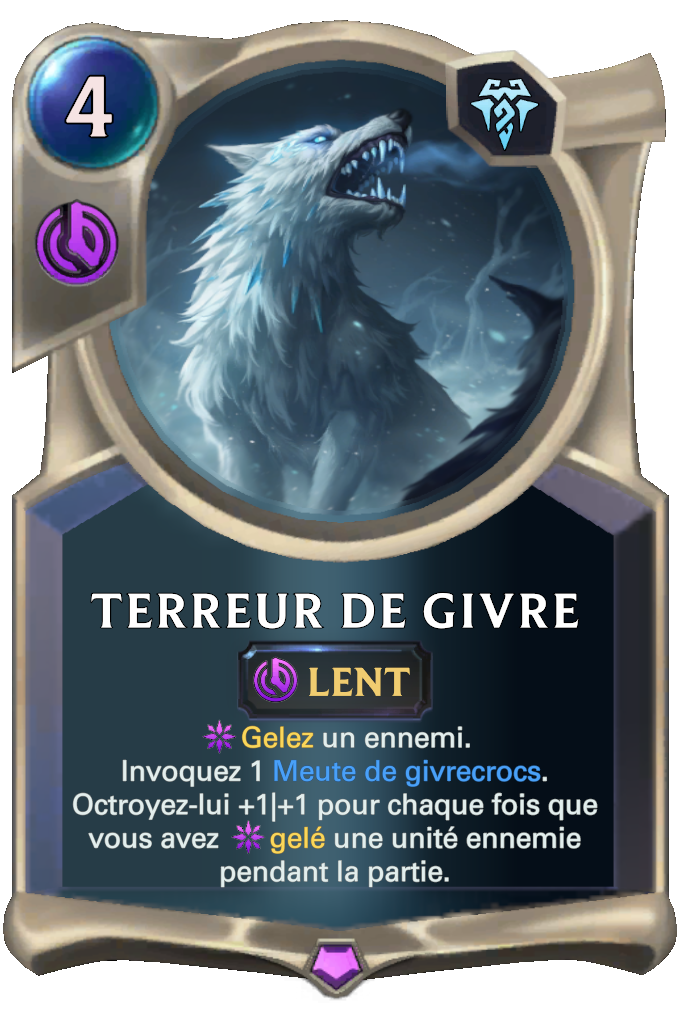 4
TERREUR DE GIVRE
LENT
Gelez un ennemi.
Invoquez 1 Meute de givrecrocs.
Octroyez-lui +1|+1 pour chaque fois que
vous avez gelé une unité ennemie
pendant la partie.